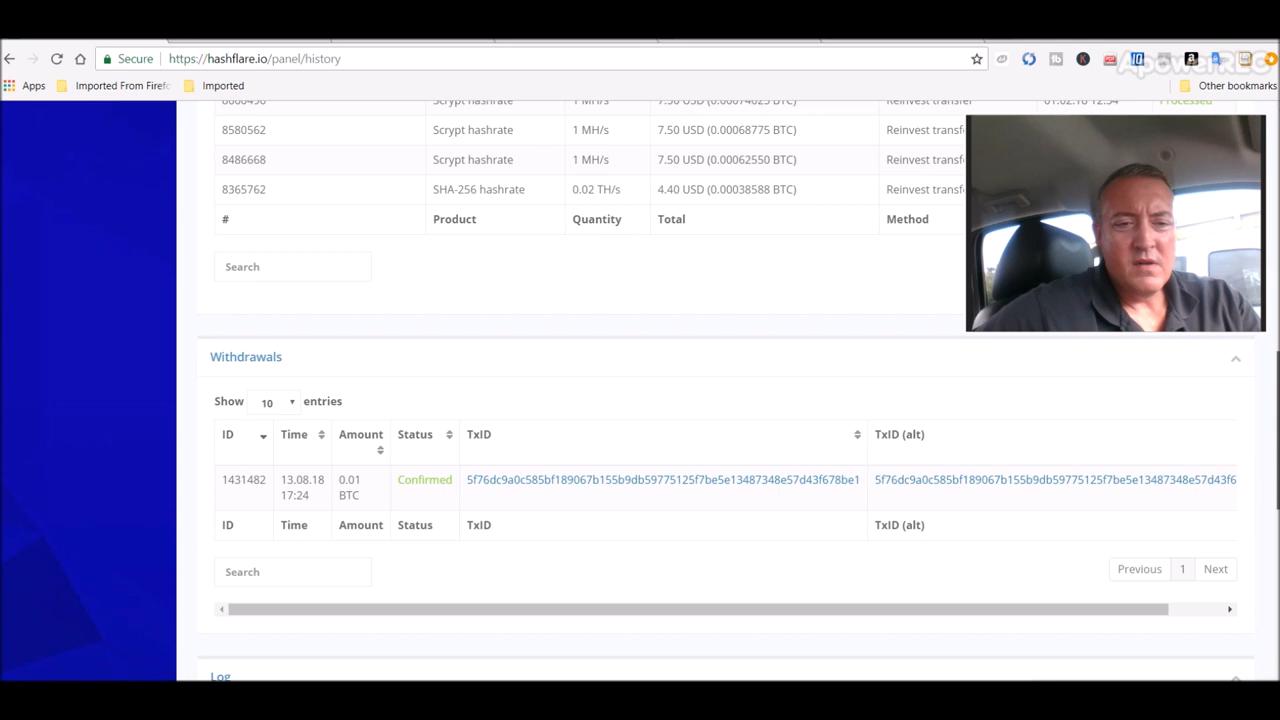 Secure https://hashflare.io/panel/history
ApowerREC
Apps Imported From Firefo Imported Other bookmarks
8580562 Scrypt hashrate 1 MH/s 7.50 USD (0.00068775 BTC) Reinvest transf
8486668 Scrypt hashrate 1 MH/s 7.50 USD (0.00062550 BTC) Reinvest transf
8365762 SHA-256 hashrate 0.02 TH/s 4.40 USD (0.00038588 BTC) Reinvest transf
# Product Quantity Total Method
Search
Withdrawals
Show 10 entries
ID Time Amount Status TxID TxID (alt)
1431482 13.08.18 0.01 Confirmed 5f76dc9a0c585bf189067b155b9db59775125f7be5e13487348e57d43f678be1 5f76dc9a0c585bf189067b155b9db59775125f7be5e13487348e57d43f6
17:24 BTC
ID Time Amount Status TxID TxID (alt)
Search Previous 1 Next
Log